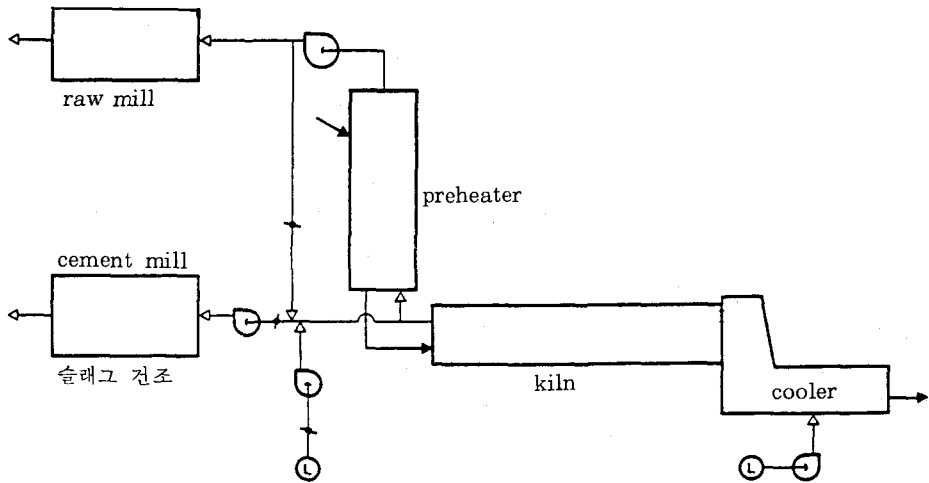 raw mill
preheater
cement mill
슬래그 건조
kiln
cooler
L
L